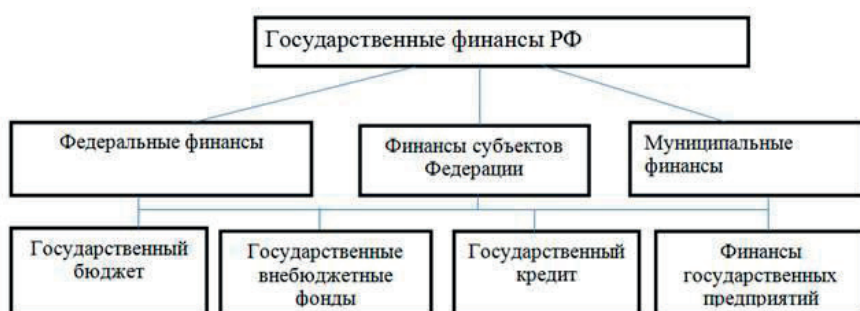 Государственные финансы РФ
Федеральные финансы
Финансы субъектов
Федерации
Муниципальные
финансы
Государственный
бюджет
Государственные
внебюджетные
фонды
Государственный
кредит
Финансы
государственных
предприятий